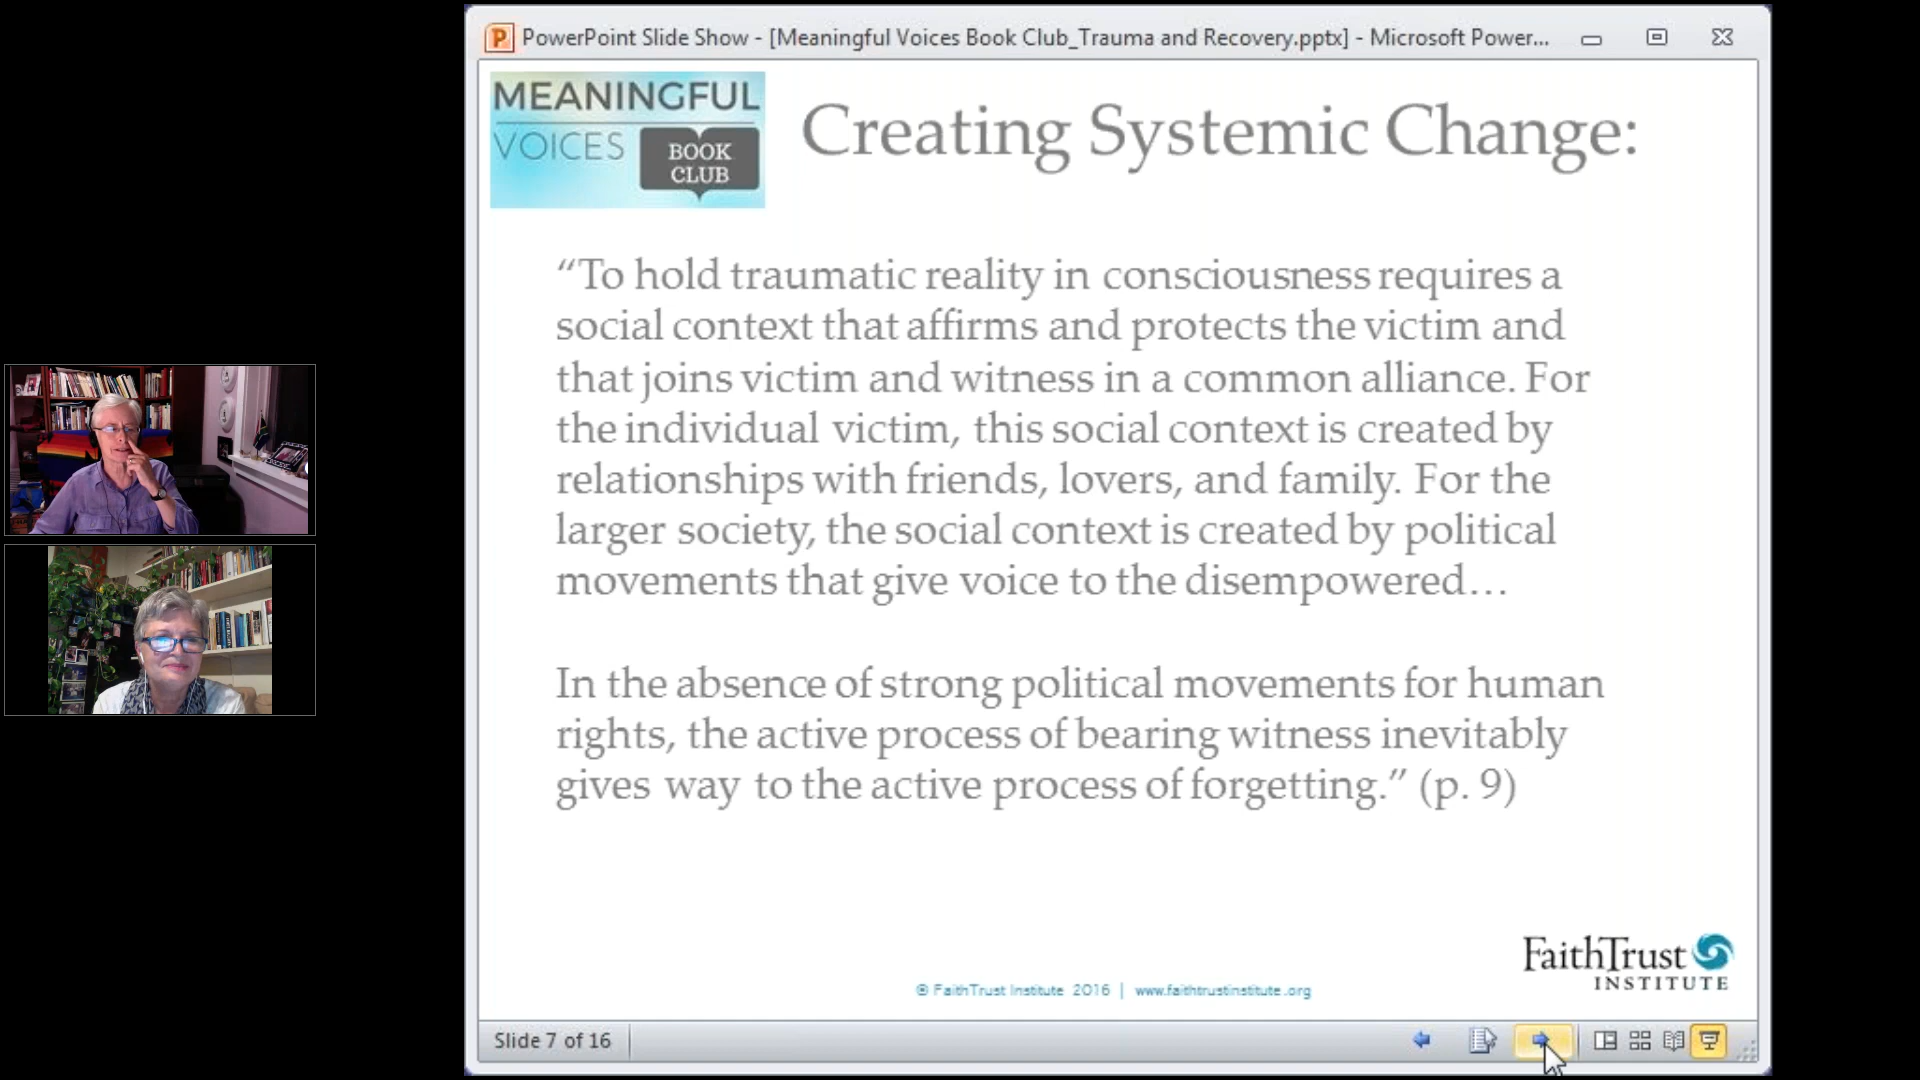 PowerPoint Slide Show - [Meaningful Voices Book Club_Trauma and Recovery.pptx] - Microsoft Power...
MEANINGFUL
VOICES
BOOK
CLUB
Creating Systemic Change:
“To hold traumatic reality in consciousness requires a
social context that affirms and protects the victim and
that joins victim and witness in a common alliance. For
the individual victim, this social context is created by
relationships with friends, lovers, and family. For the
larger society, the social context is created by political
movements that give voice to the disempowered…
In the absence of strong political movements for human
rights, the active process of bearing witness inevitably
gives way to the active process of forgetting.” (p. 9)
FaithTrust
INSTITUTE
© FaithTrust Institute 2016 | www.faithtrustinstitute.org
Slide 7 of 16